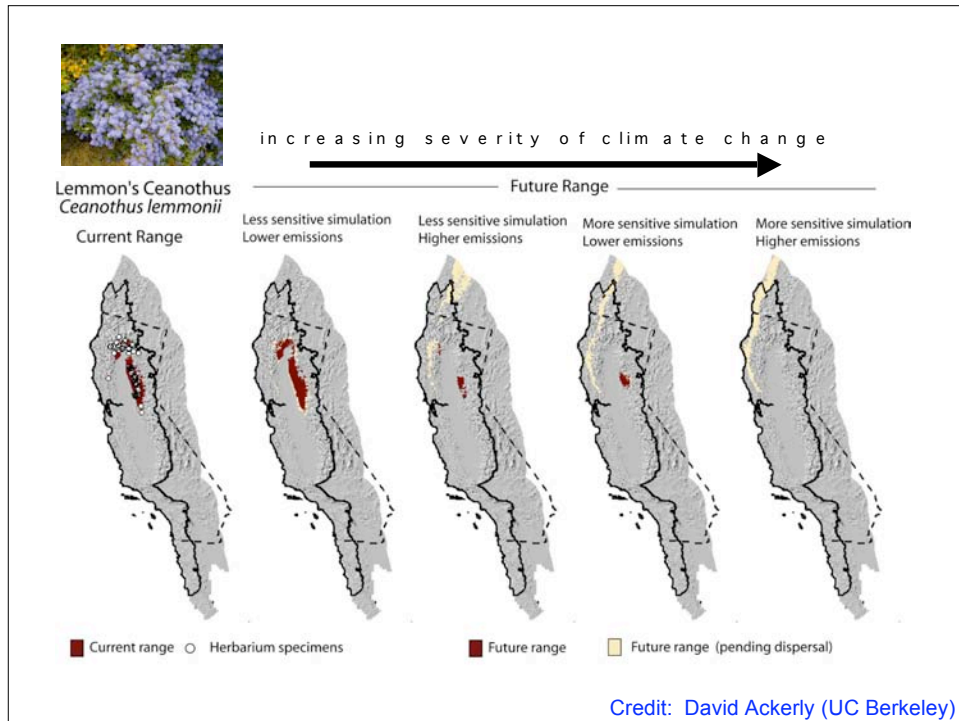 increasing severity of climate change
Lemmon's Ceanothus
Ceanothus lemmonii
Current Range
Future Range
Less sensitive simulation
Lower emissions
Less sensitive simulation
Higher emissions
More sensitive simulation
Lower emissions
More sensitive simulation
Higher emissions
Current range
Herbarium specimens
Future range
Future range (pending dispersal)
Credit: David Ackerly (UC Berkeley)